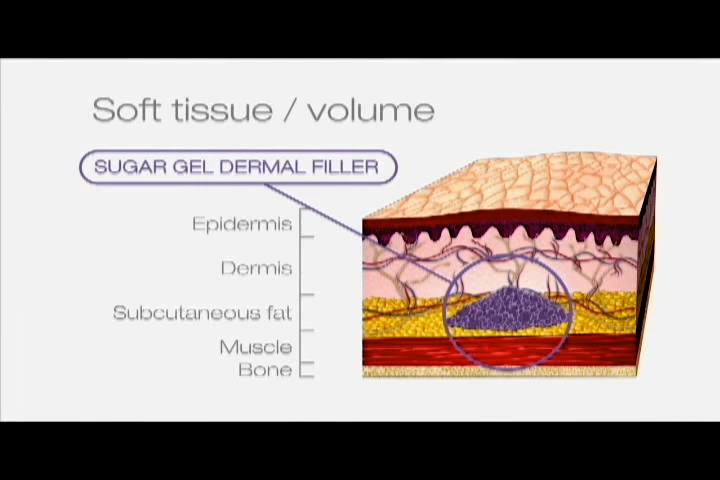 Soft tissue / volume
SUGAR GEL DERMAL FILLER
Epidermis
Dermis
Subcutaneous fat
Muscle
Bone